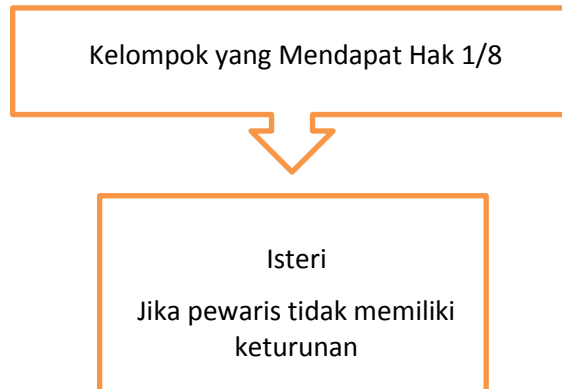 Kelompok yang Mendapat Hak 1/8
Isteri
Jika pewaris tidak memiliki
keturunan